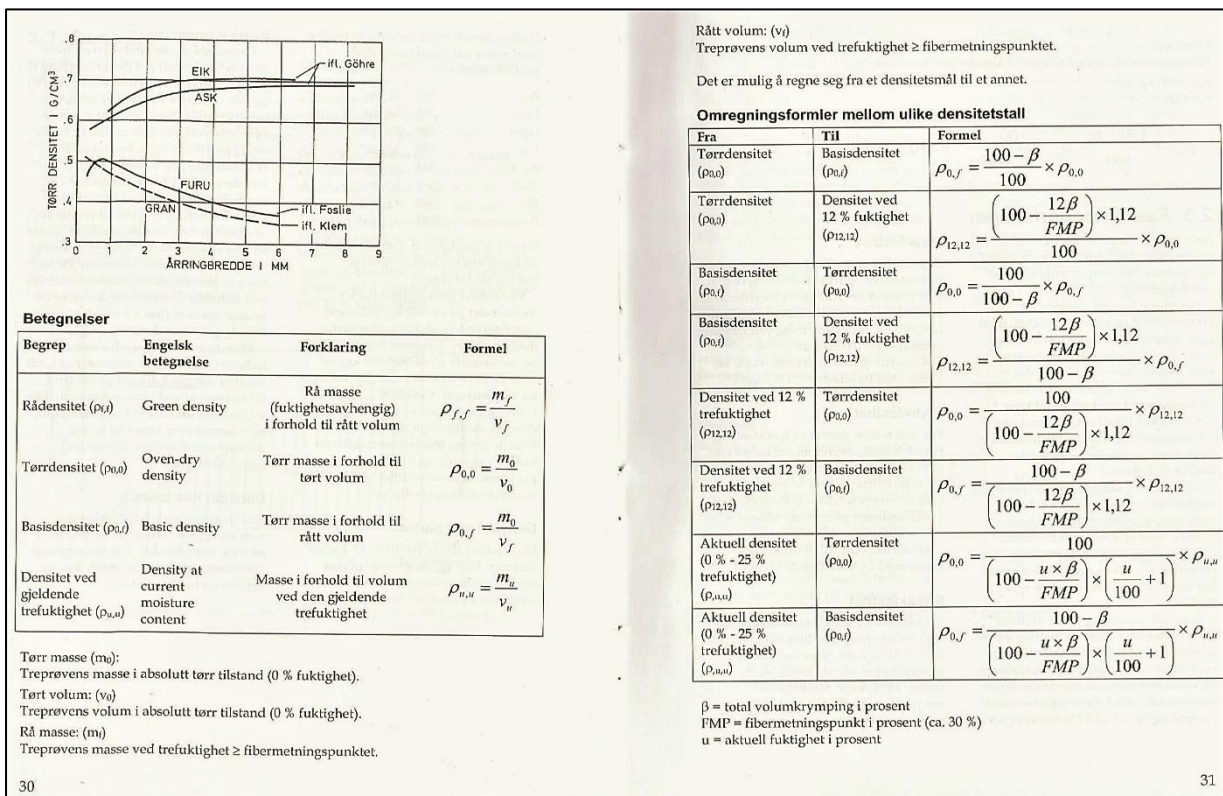 .8
.7
.6
.5
.4
.3
TØRR DENSITET I G/CM³
EIK
ifl. Göhre
ASK
FURU
GRAN
ifl. Foslie
ifl. Klem
0 1 2 3 4 5 6 7 8 9
ÅRRINGBREDDE I MM
Betegnelser
Begrep Engelsk betegnelse Forklaring Formel
Rådensitet (ρf,f) Green density Rå masse (fuktighetsavhengig) i forhold til rått volum ρf,f = mf / vf
Tørrdensitet (ρ0,0) Oven-dry density Tørr masse i forhold til tørt volum ρ0,0 = m0 / v0
Basisdensitet (ρ0,f) Basic density Tørr masse i forhold til rått volum ρ0,f = m0 / vf
Densitet ved gjeldende trefuktighet (ρu,u) Density at current moisture content Masse i forhold til volum ved den gjeldende trefuktighet ρu,u = mu / vu
Tørr masse (m0):
Treprøvens masse i absolutt tørr tilstand (0 % fuktighet).
Tørt volum: (v0)
Treprøvens volum i absolutt tørr tilstand (0 % fuktighet).
Rå masse: (mf)
Treprøvens masse ved trefuktighet ≥ fibermetningspunktet.
30
Rått volum: (vf)
Treprøvens volum ved trefuktighet ≥ fibermetningspunktet.
Det er mulig å regne seg fra et densitetsmål til et annet.
Omregningsformler mellom ulike densitetstall
Fra Til Formel
Tørrdensitet (ρ0,0) Basisdensitet (ρ0,f) ρ0,f = (100 − β) / 100 × ρ0,0
Tørrdensitet (ρ0,0) Densitet ved 12 % fuktighet (ρ12,12) ρ12,12 = (100 − 12β / FMP) × 1,12 / 100 × ρ0,0
Basisdensitet (ρ0,f) Tørrdensitet (ρ0,0) ρ0,0 = 100 / (100 − β) × ρ0,f
Basisdensitet (ρ0,f) Densitet ved 12 % fuktighet (ρ12,12) ρ12,12 = (100 − 12β / FMP) × 1,12 / (100 − β) × ρ0,f
Densitet ved 12 % trefuktighet (ρ12,12) Tørrdensitet (ρ0,0) ρ0,0 = 100 / (100 − 12β / FMP) × 1,12 × ρ12,12
Densitet ved 12 % trefuktighet (ρ12,12) Basisdensitet (ρ0,f) ρ0,f = 100 − β / (100 − 12β / FMP) × 1,12 × ρ12,12
Aktuell densitet (0 % - 25 % trefuktighet) (ρ,u,u) Tørrdensitet (ρ0,0) ρ0,0 = 100 / (100 − u × β / FMP) × (u / 100 + 1) × ρu,u
Aktuell densitet (0 % - 25 % trefuktighet) (ρ,u,u) Basisdensitet (ρ0,f) ρ0,f = 100 − β / (100 − u × β / FMP) × (u / 100 + 1) × ρu,u
β = total volumkrymping i prosent
FMP = fibermetningspunkt i prosent (ca. 30 %)
u = aktuell fuktighet i prosent
31